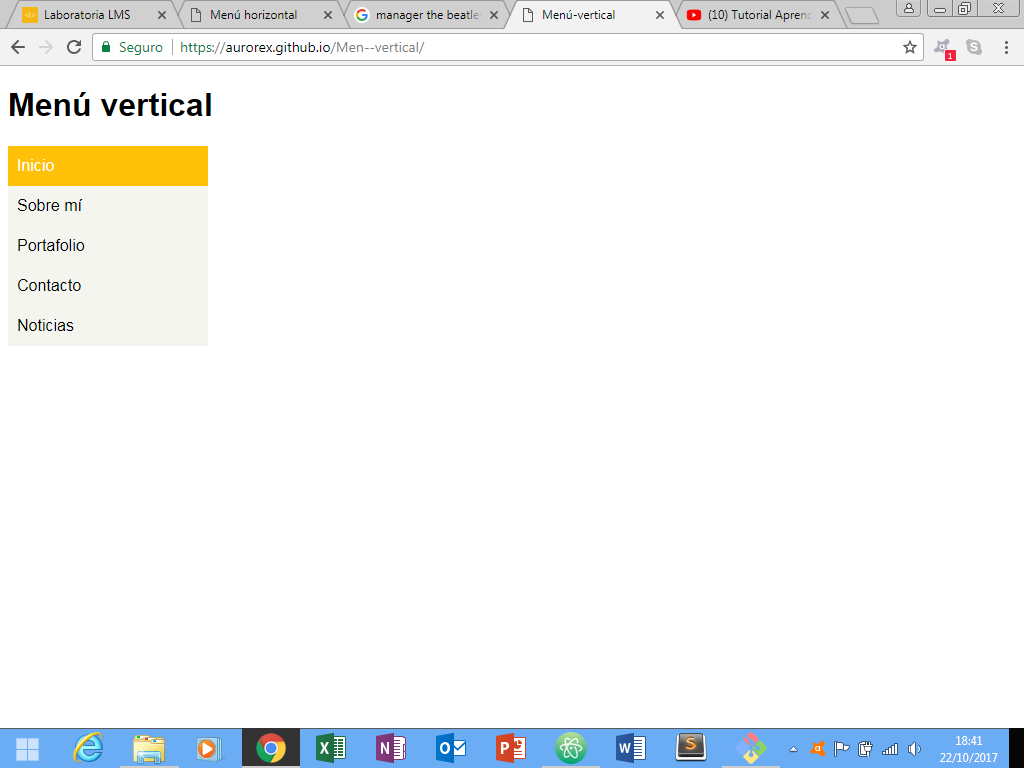 Laboratoria LMS
Menú horizontal
manager the beatle
Menú-vertical
(10) Tutorial Aprend
Seguro
https://aurorex.github.io/Men--vertical/
1
Menú vertical
Inicio
Sobre mí
Portafolio
Contacto
Noticias
18:41
22/10/2017